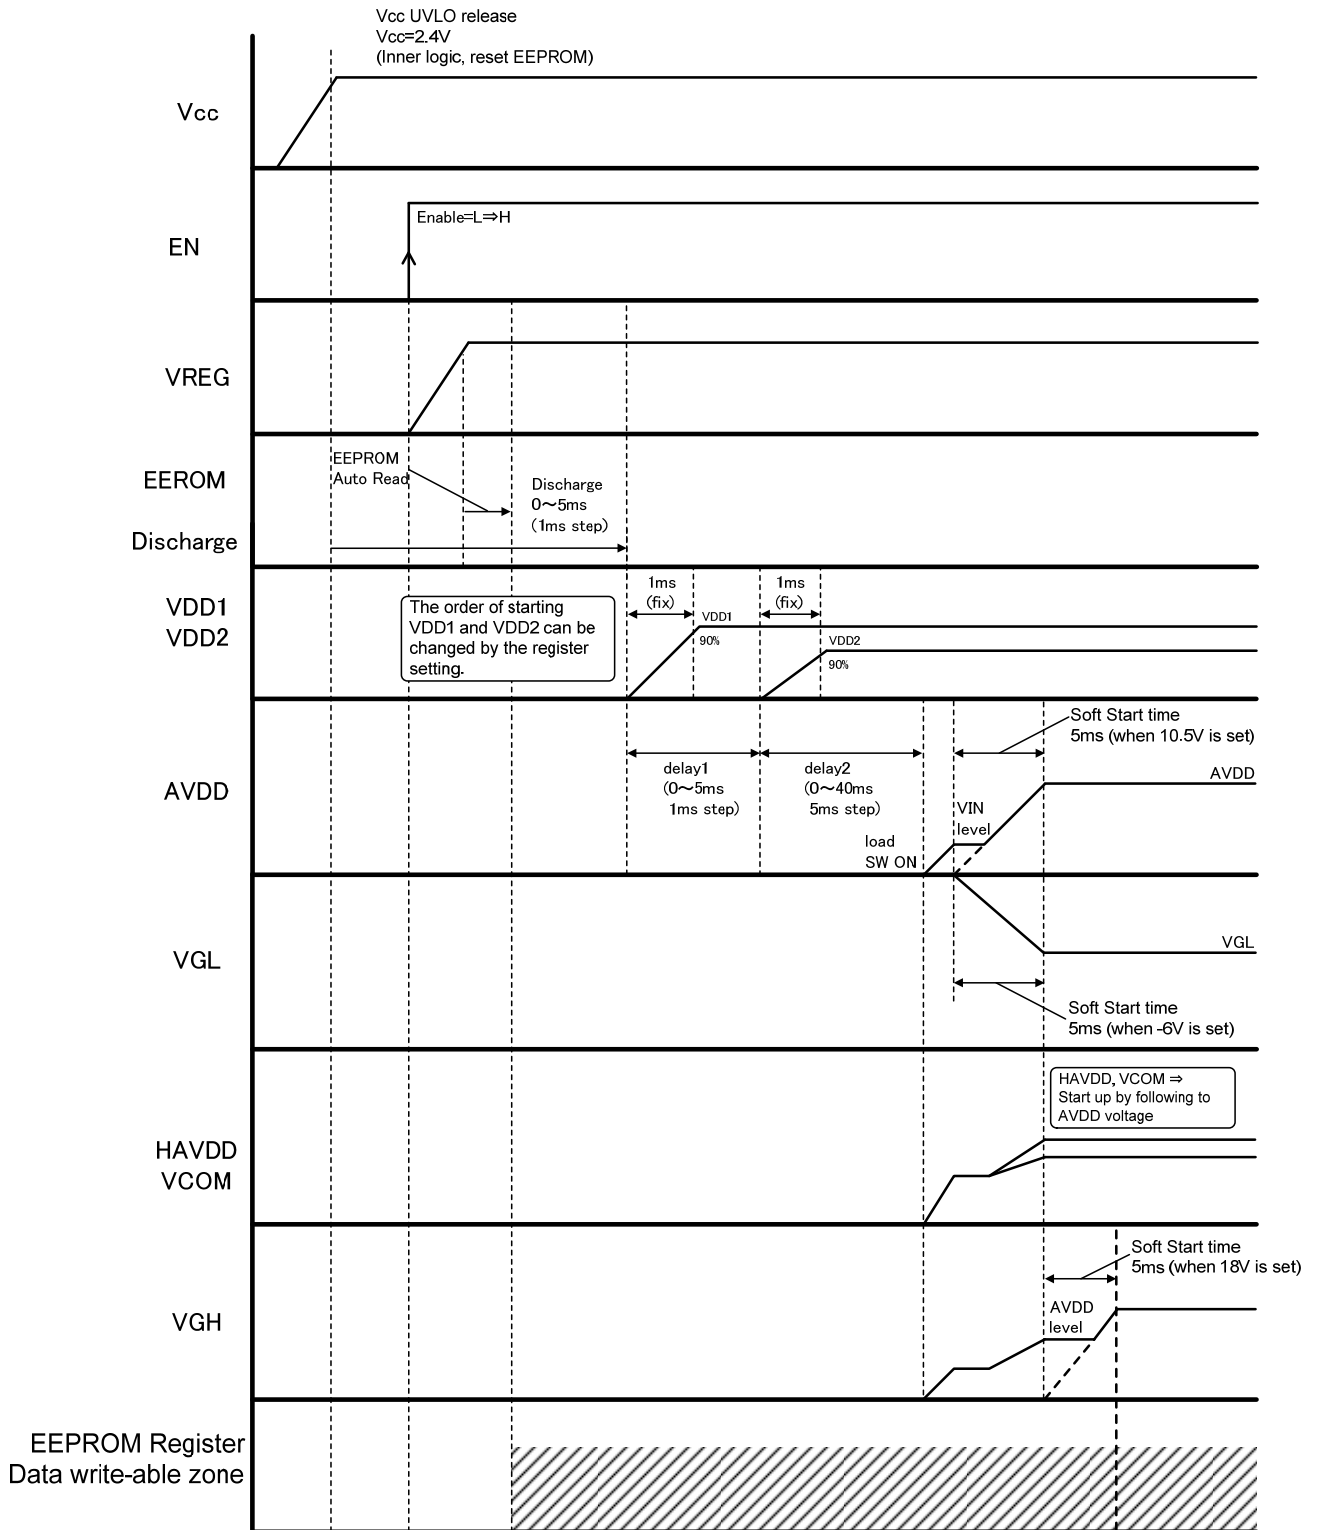 Vcc UVLO release
Vcc=2.4V
(Inner logic, reset EEPROM)
Vcc
Enable=L⇒H
EN
VREG
EEPROM
Auto Read
EEROM
Discharge
0～5ms
(1ms step)
Discharge
1ms
(fix)
1ms
(fix)
VDD1
VDD2
The order of starting
VDD1 and VDD2 can be
changed by the register
setting.
VDD1
90%
VDD2
90%
Soft Start time
5ms (when 10.5V is set)
AVDD
delay1
(0～5ms
1ms step)
delay2
(0～40ms
5ms step)
AVDD
VIN
level
load
SW ON
VGL
VGL
Soft Start time
5ms (when -6V is set)
HAVDD, VCOM ⇒
Start up by following to
AVDD voltage
HAVDD
VCOM
Soft Start time
5ms (when 18V is set)
AVDD
level
VGH
EEPROM Register
Data write-able zone